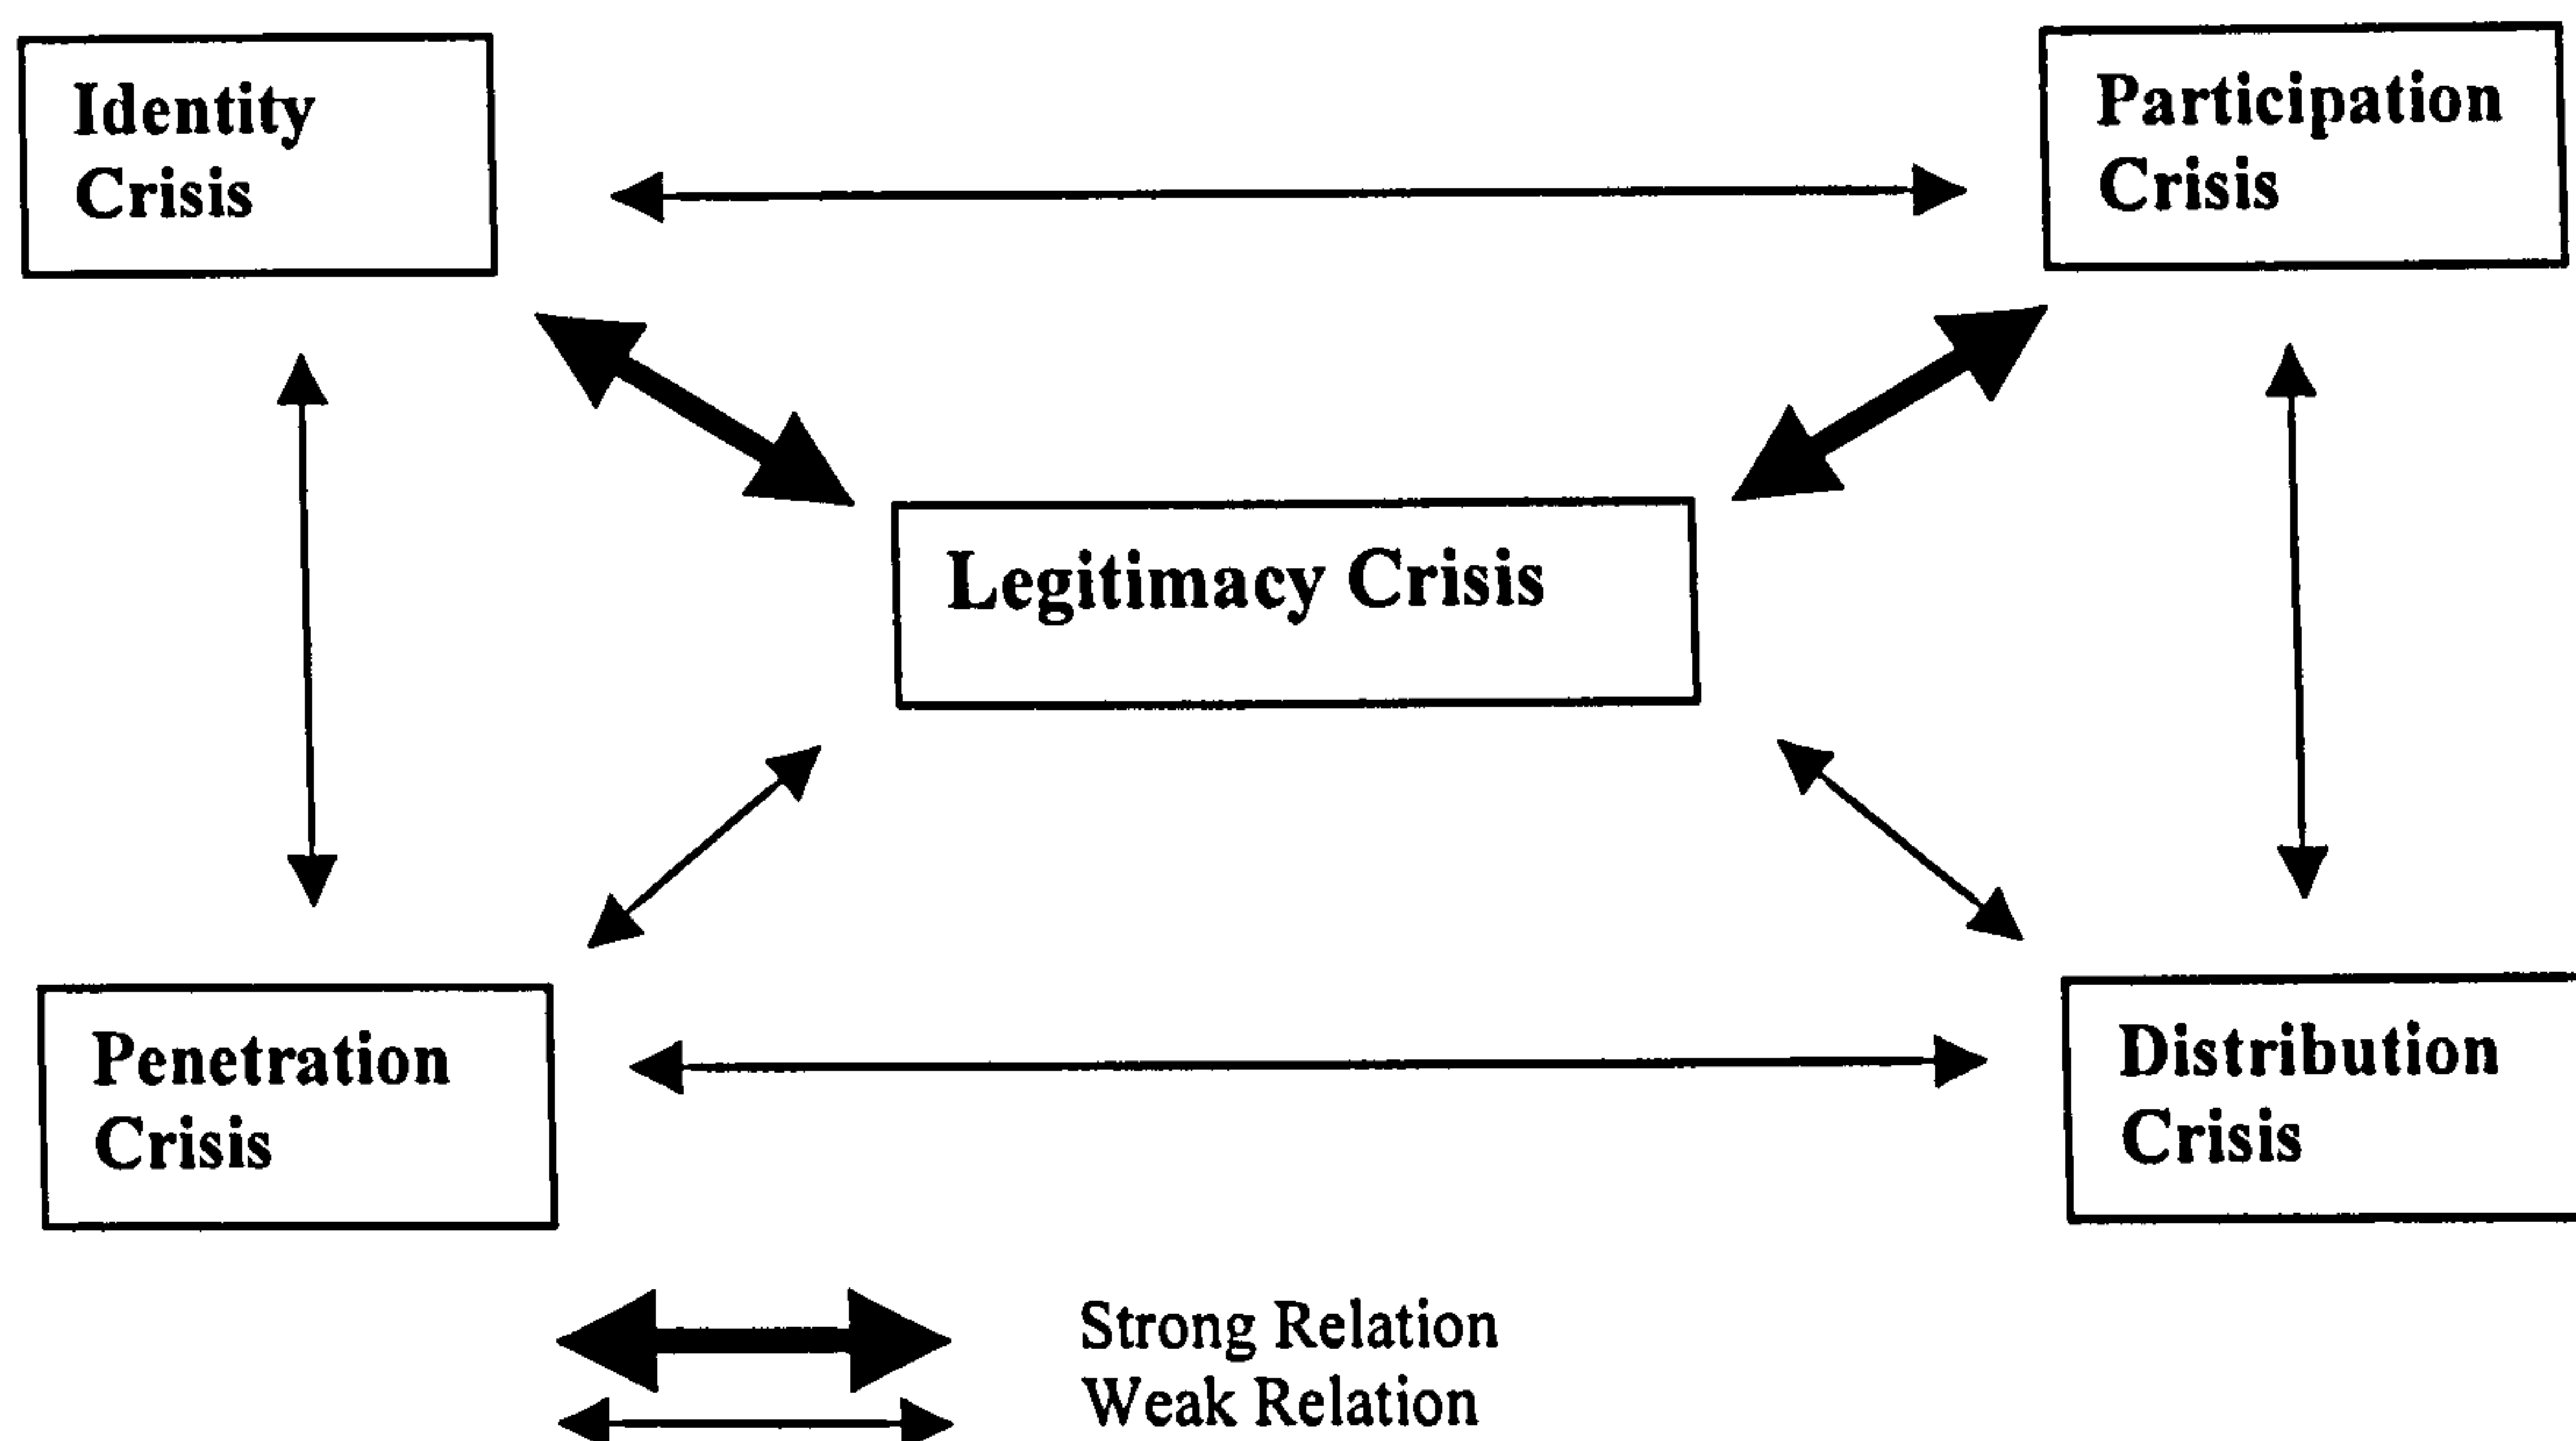 Identity
Crisis
Participation
Crisis
Legitimacy Crisis
Penetration
Crisis
Distribution
Crisis
Strong Relation
Weak Relation